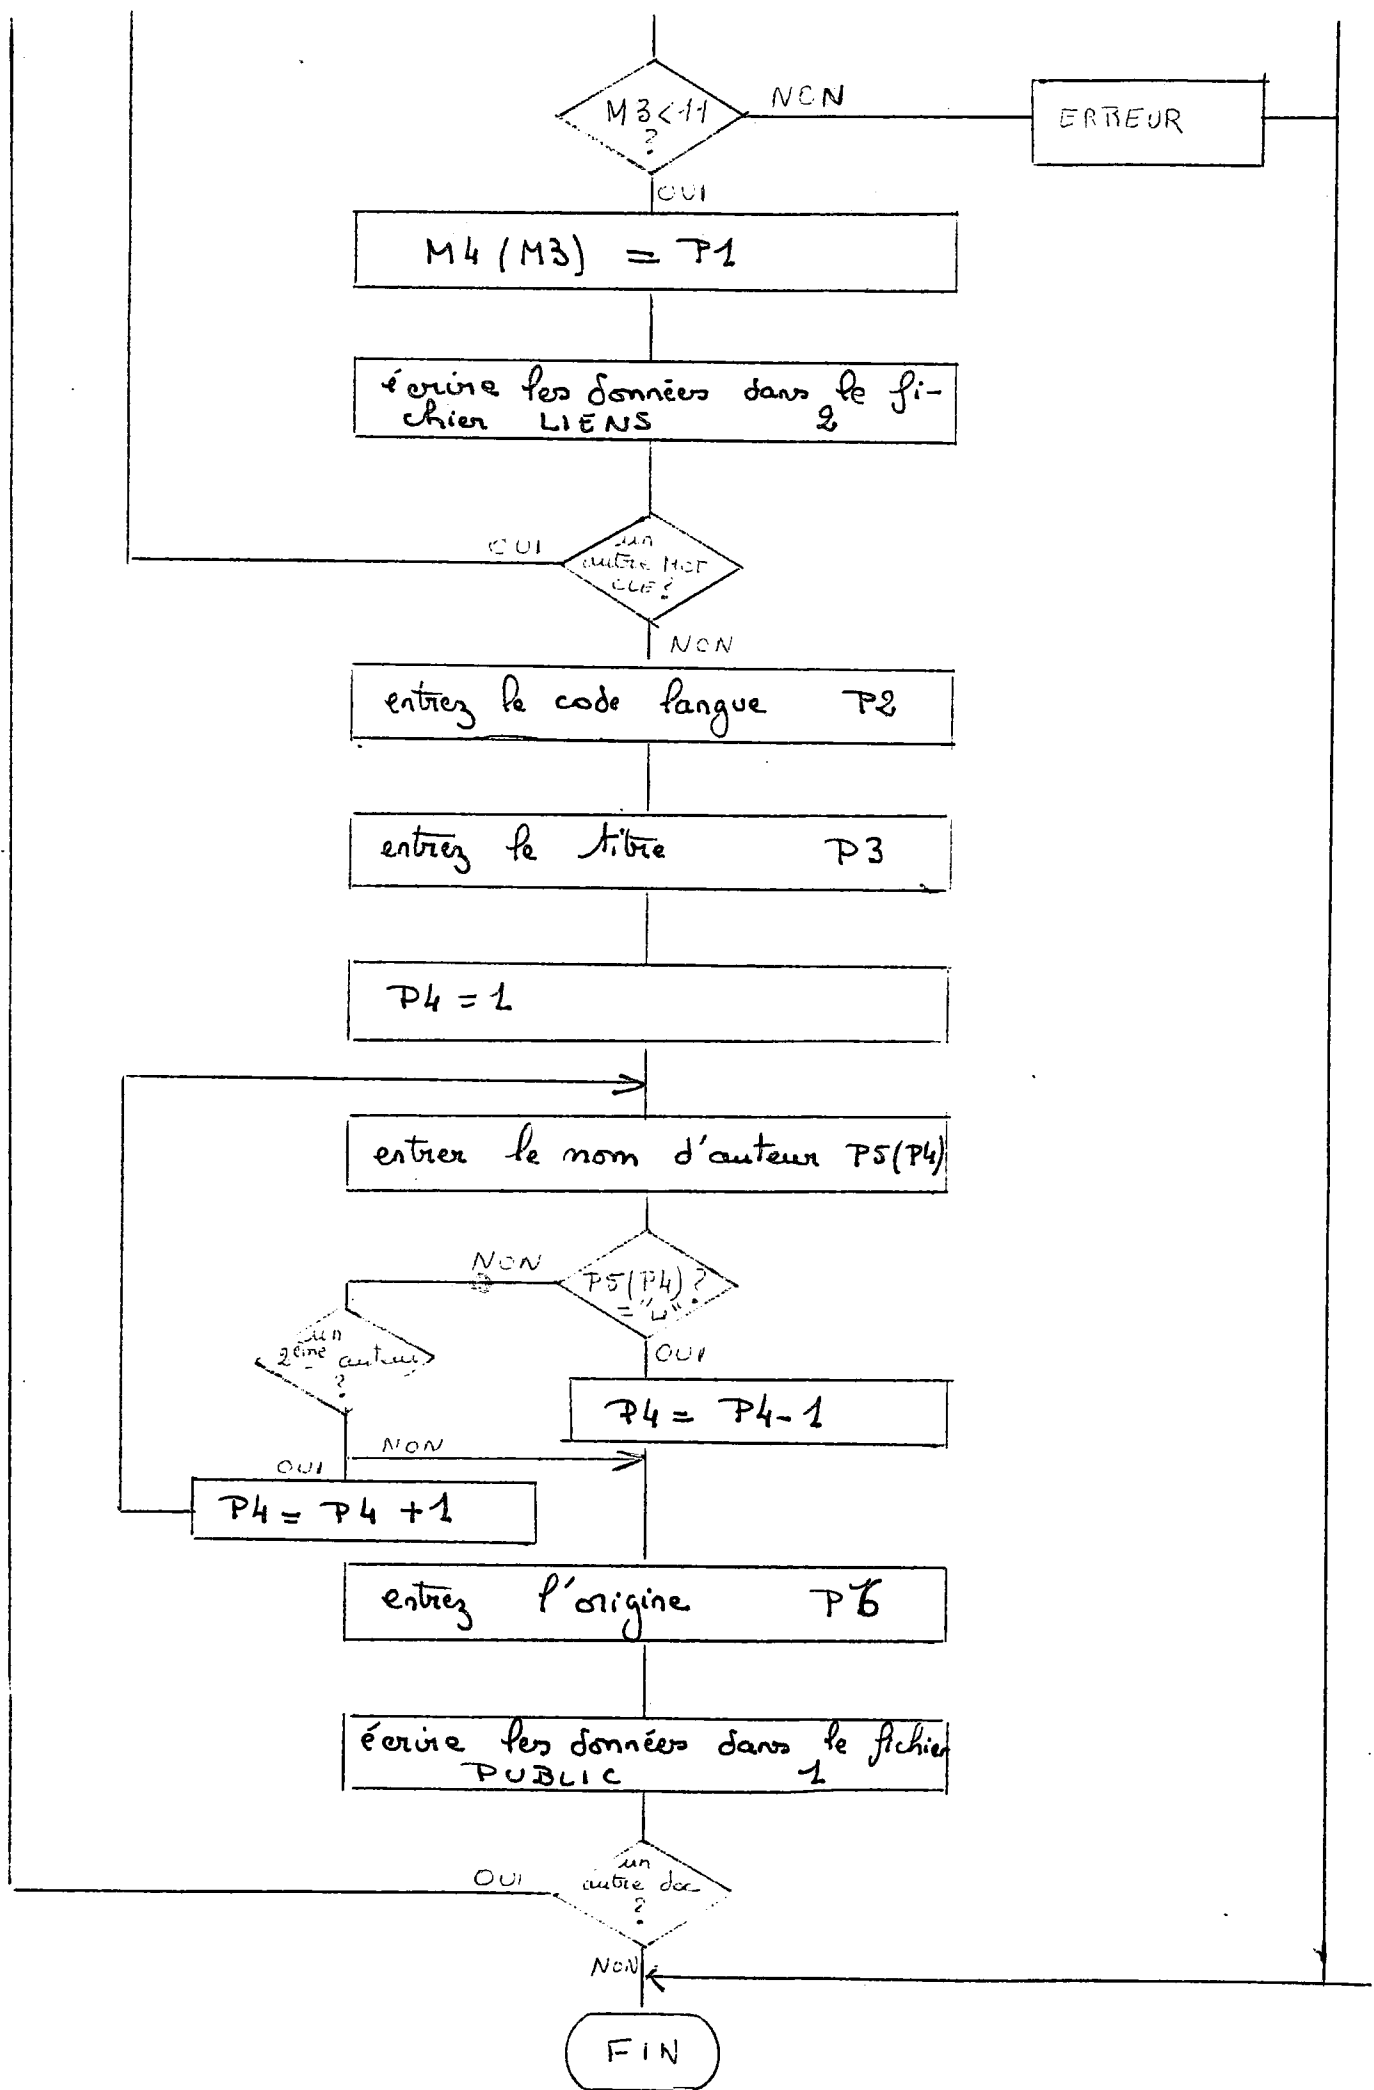 M3<11
?
NON
ERREUR
OUI
M4 (M3) = P1
écrire les données dans le fi-
chier LIENS 2
OUI
un
autre MOT
CLE?
NON
entrez le code langue P2
entrez le titre P3
P4 = 1
entrer le nom d'auteur P5(P4)
NON
P5(P4)?
="⊔"
OUI
un
2ème auteur
?
P4 = P4-1
NON
OUI
P4 = P4 +1
entrez l'origine P6
écrire les données dans le fichier
PUBLIC 1
OUI
un
autre doc
?
NON
FIN